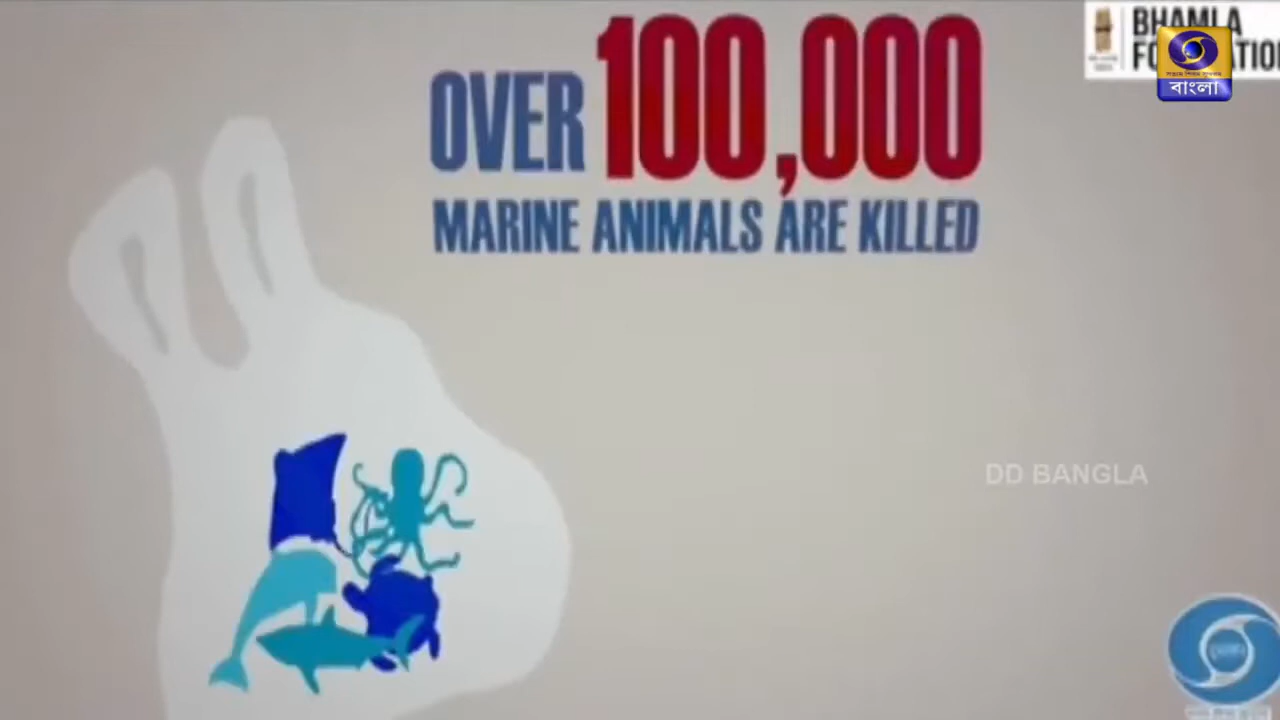 OVER 100,000
MARINE ANIMALS ARE KILLED
BHAMLA
বাংলা
DD BANGLA